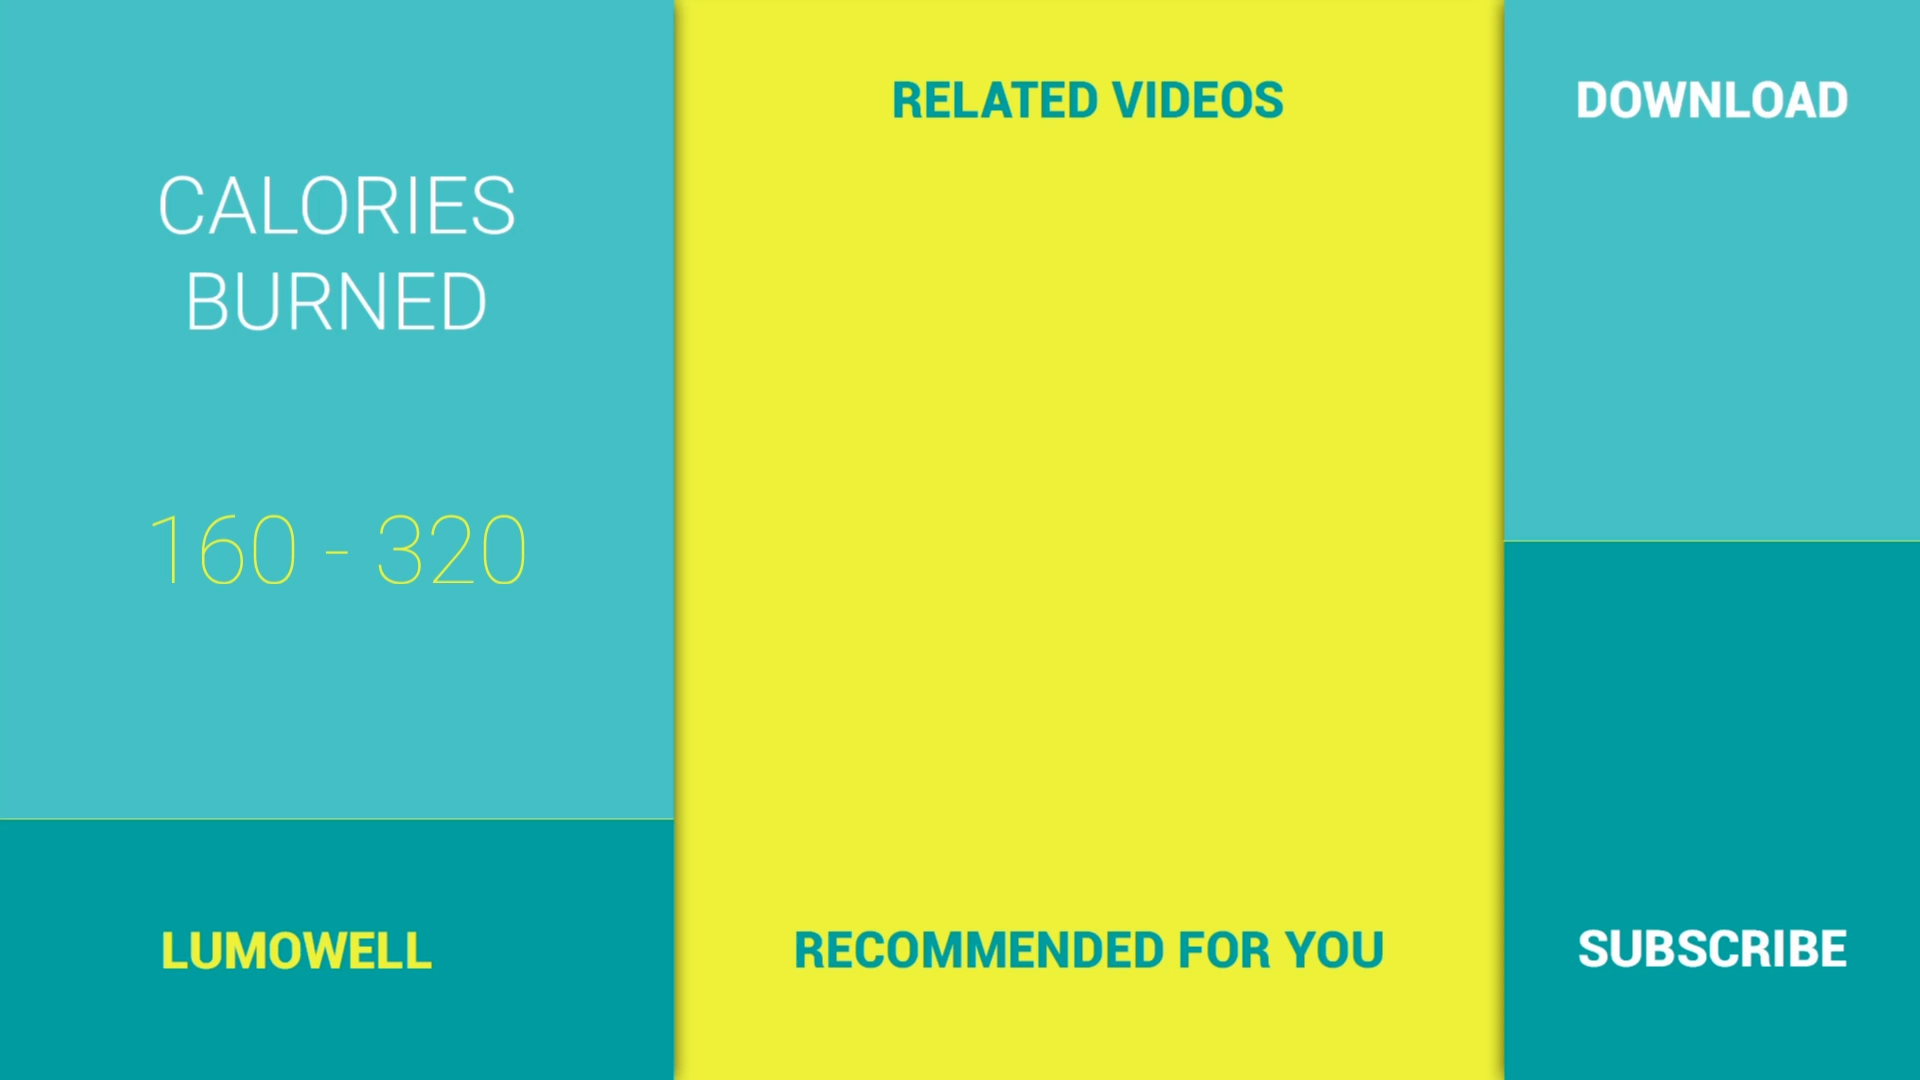 CALORIES
BURNED
160 - 320
LUMOWELL
RELATED VIDEOS
RECOMMENDED FOR YOU
DOWNLOAD
SUBSCRIBE